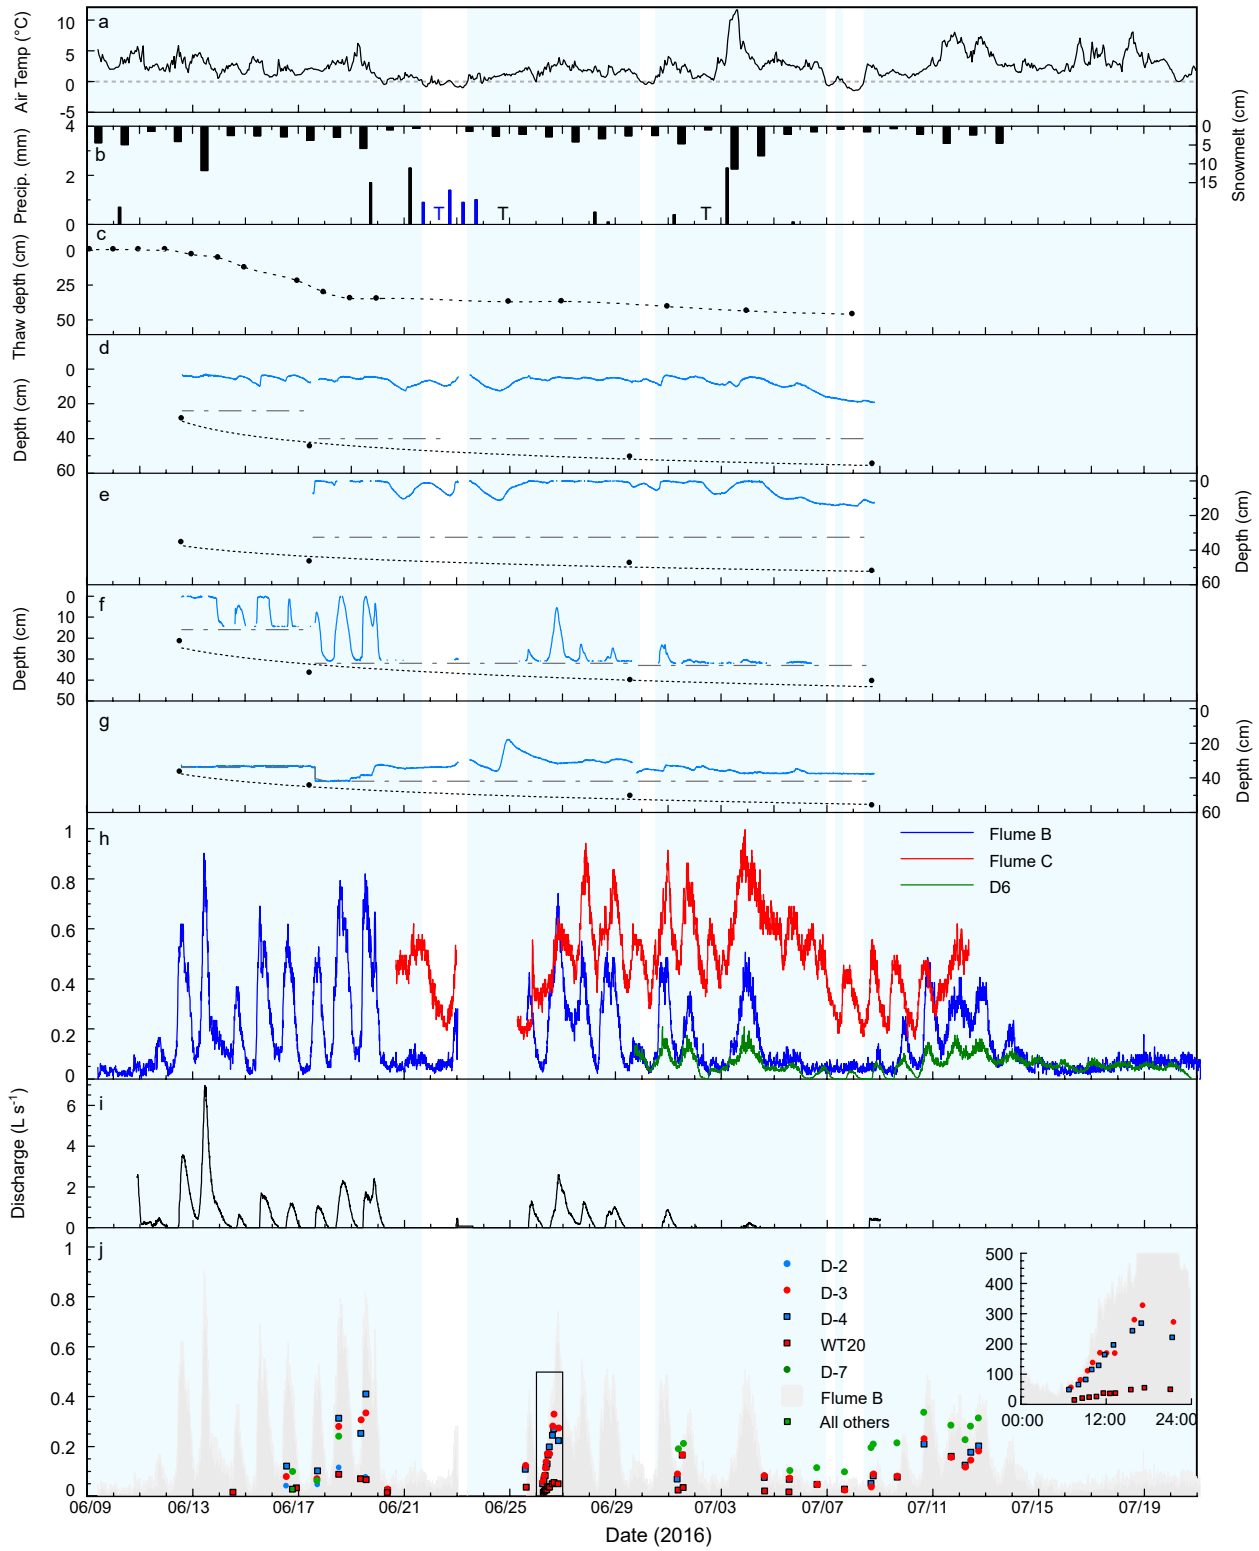 a
10
5
0
-5
Air Temp (°C)
b
4
2
0
Precip. (mm)
T
T
T
0
5
10
15
Snowmelt (cm)
c
0
25
50
Thaw depth (cm)
d
0
20
40
60
Depth (cm)
e
0
20
40
60
Depth (cm)
f
0
10
20
30
40
50
Depth (cm)
g
0
20
40
60
Depth (cm)
h
1
0.8
0.6
0.4
0.2
0
Flume B
Flume C
D6
i
6
4
2
0
Discharge (L s⁻¹)
j
1
0.8
0.6
0.4
0.2
0
D-2
D-3
D-4
WT20
D-7
Flume B
All others
500
400
300
200
100
0
00:00 12:00 24:00
06/09 06/13 06/17 06/21 06/25 06/29 07/03 07/07 07/11 07/15 07/19
Date (2016)